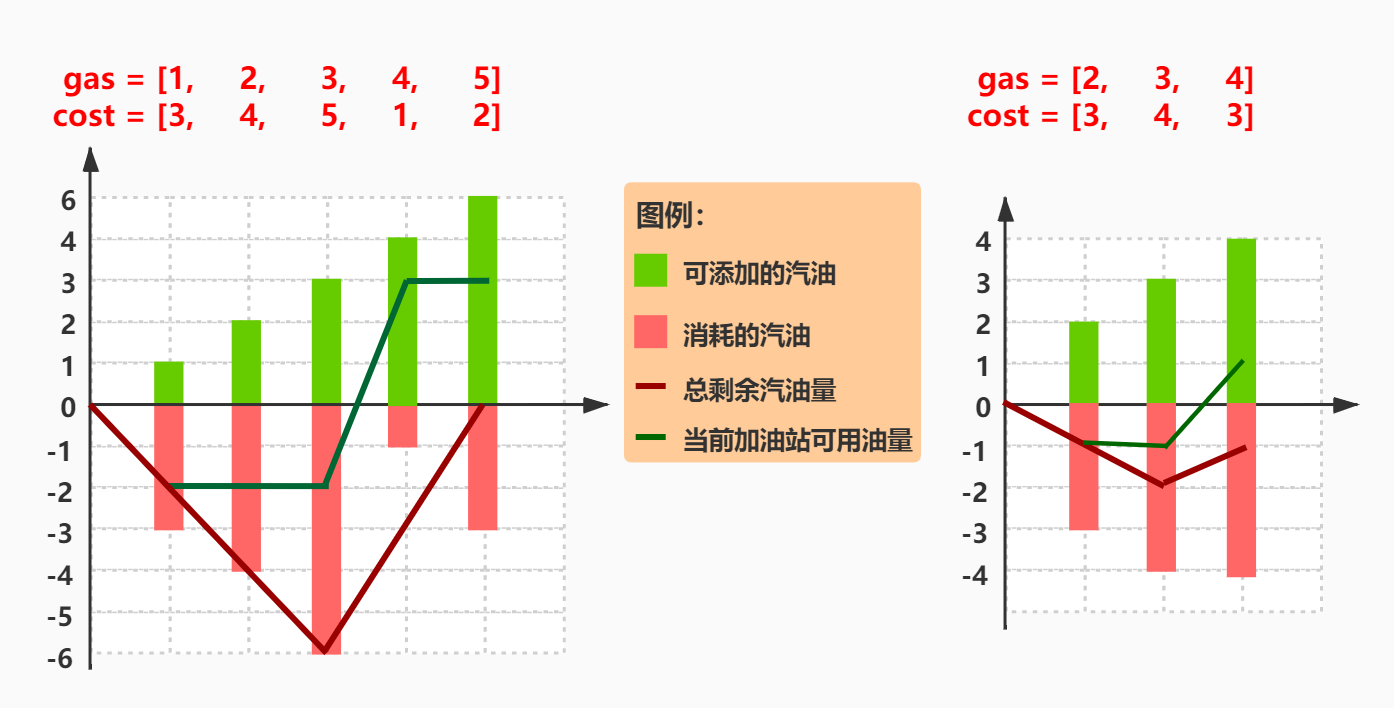 gas = [1, 2, 3, 4, 5]
cost = [3, 4, 5, 1, 2]
6
4
3
2
1
0
-1
-2
-3
-4
-5
-6
图例：
可添加的汽油
消耗的汽油
总剩余汽油量
当前加油站可用油量
gas = [2, 3, 4]
cost = [3, 4, 3]
4
3
2
1
0
-1
-2
-3
-4